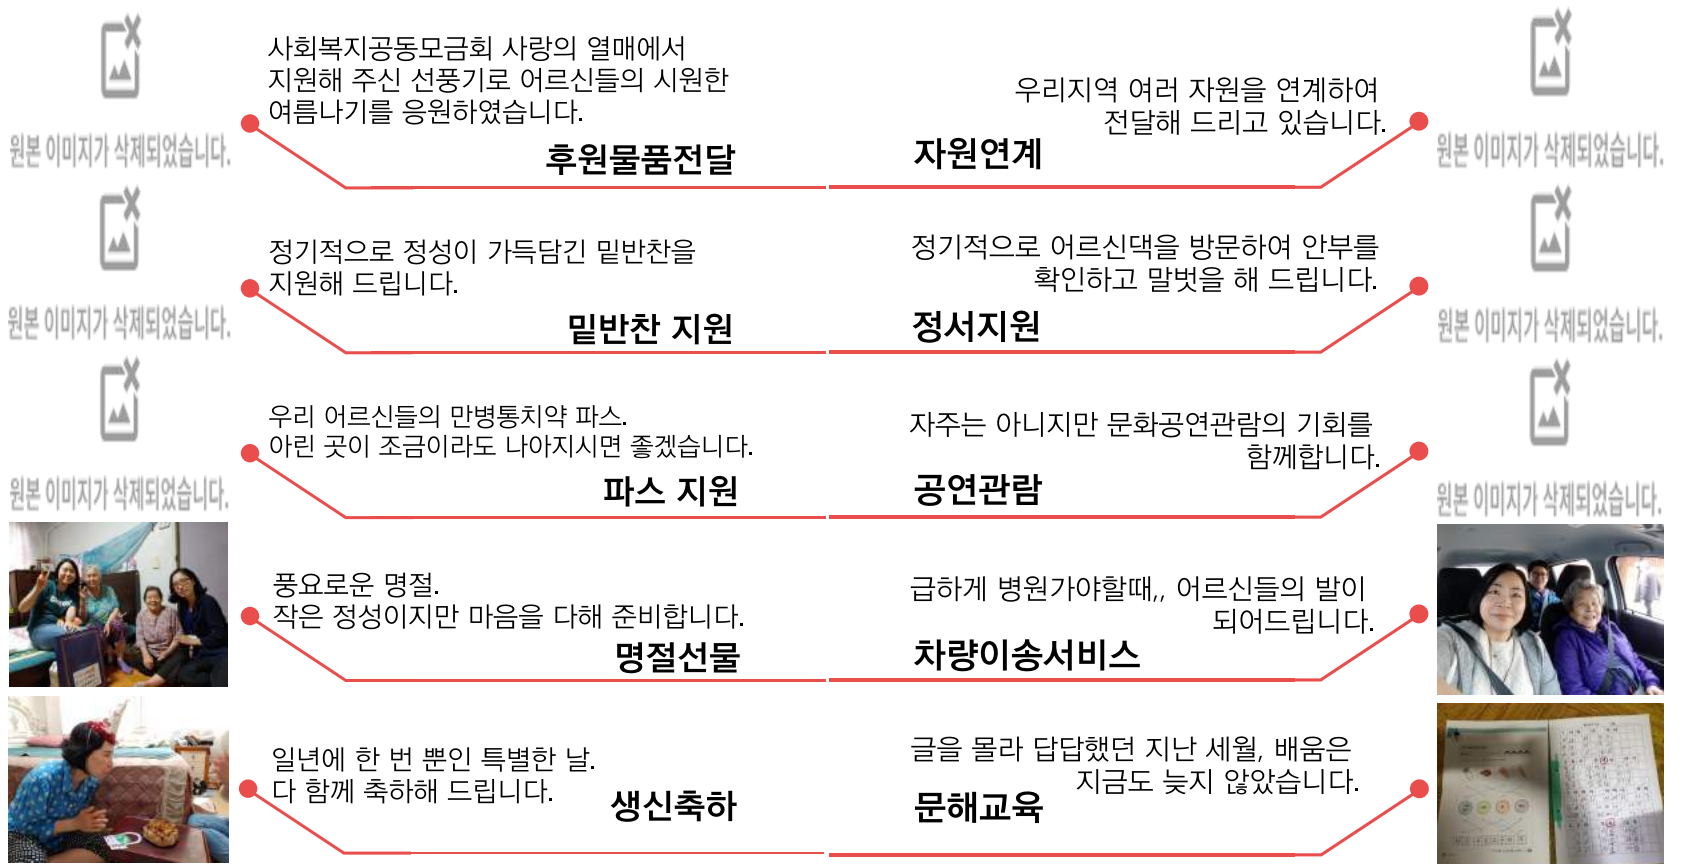 원본 이미지가 삭제되었습니다.
사회복지공동모금회 사랑의 열매에서
지원해 주신 선풍기로 어르신들의 시원한
여름나기를 응원하였습니다.
후원물품전달
우리지역 여러 자원을 연계하여
전달해 드리고 있습니다.
자원연계
원본 이미지가 삭제되었습니다.
원본 이미지가 삭제되었습니다.
정기적으로 정성이 가득담긴 밑반찬을
지원해 드립니다.
밑반찬 지원
정기적으로 어르신댁을 방문하여 안부를
확인하고 말벗을 해 드립니다.
정서지원
원본 이미지가 삭제되었습니다.
원본 이미지가 삭제되었습니다.
우리 어르신들의 만병통치약 파스.
아린 곳이 조금이라도 나아지시면 좋겠습니다.
파스 지원
자주는 아니지만 문화공연관람의 기회를
함께합니다.
공연관람
원본 이미지가 삭제되었습니다.
풍요로운 명절.
작은 정성이지만 마음을 다해 준비합니다.
명절선물
급하게 병원가야할때,, 어르신들의 발이
되어드립니다.
차량이송서비스
일년에 한 번 뿐인 특별한 날.
다 함께 축하해 드립니다.
생신축하
글을 몰라 답답했던 지난 세월, 배움은
지금도 늦지 않았습니다.
문해교육